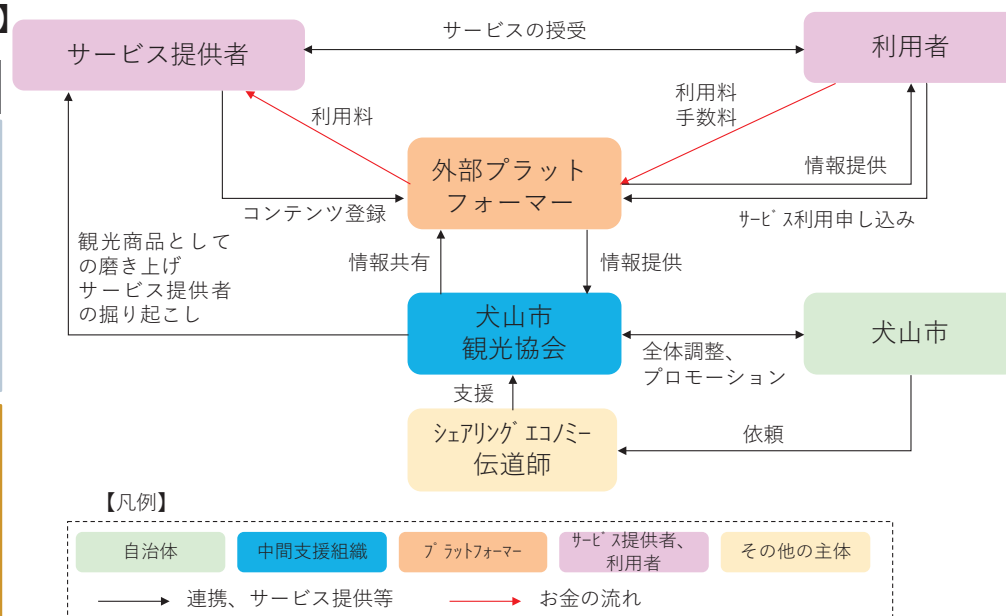 】
サービスの授受
サービス提供者
利用者
利用料
利用料
手数料
外部プラット
フォーマー
情報提供
コンテンツ登録
サービス利用申し込み
観光商品として
の磨き上げ
サービス提供者
の掘り起こし
情報共有
情報提供
犬山市
観光協会
犬山市
全体調整、
プロモーション
支援
シェアリングエコノミー
伝道師
依頼
【凡例】
自治体
中間支援組織
プラットフォーマー
サービス提供者、
利用者
その他の主体
連携、サービス提供等
お金の流れ